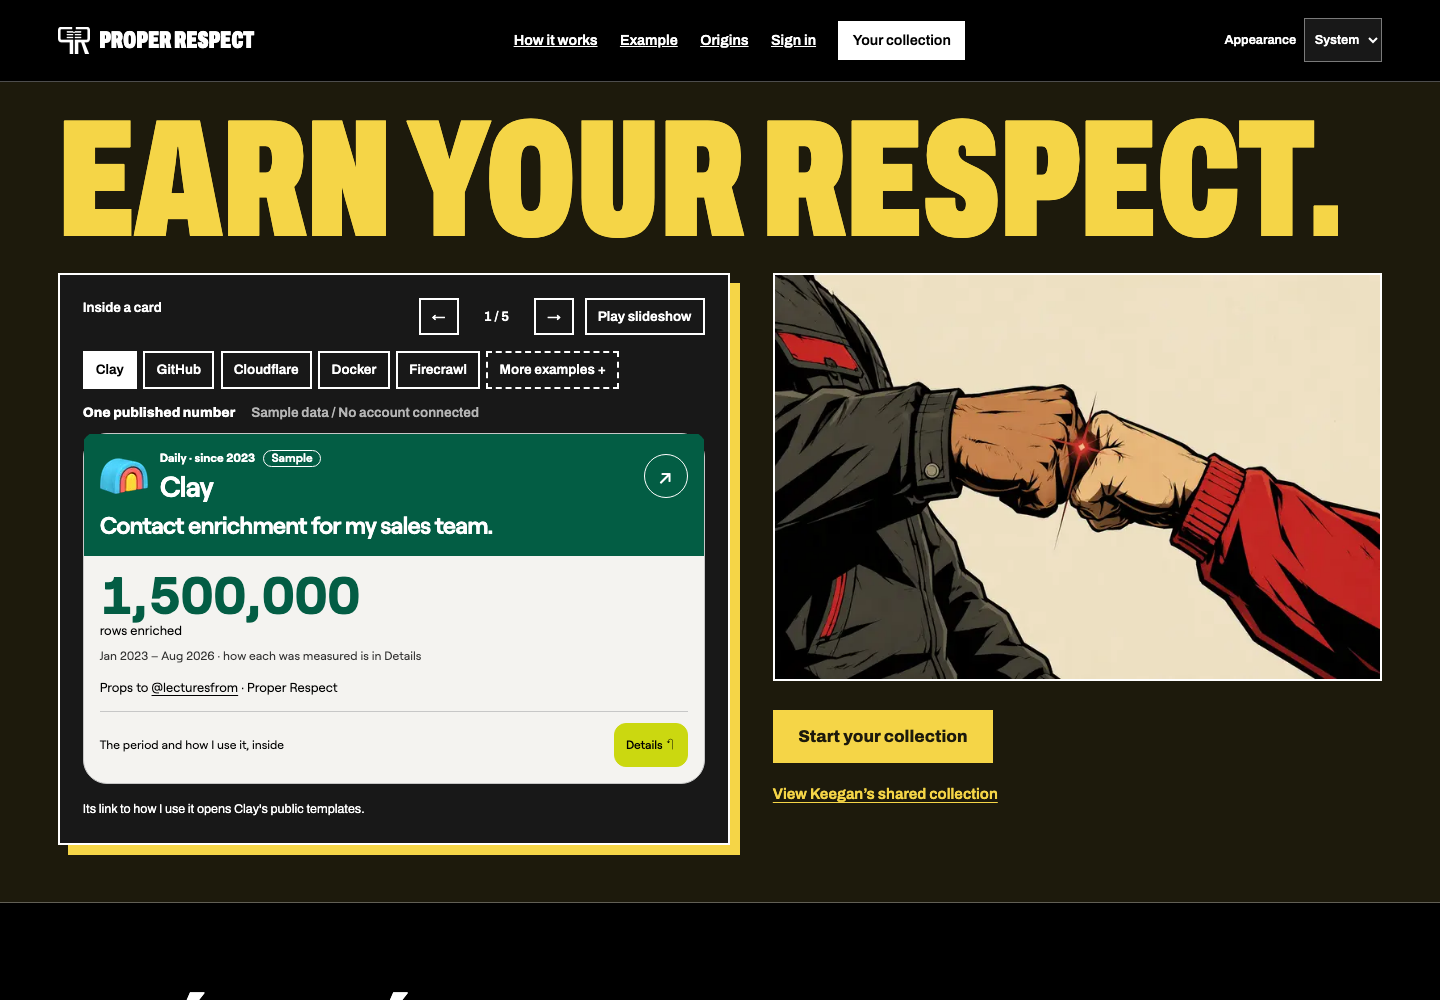 PROPER RESPECT
How it works Example Origins Sign in Your collection
Appearance System
EARN YOUR RESPECT.
Inside a card
← 1 / 5 → Play slideshow
Clay GitHub Cloudflare Docker Firecrawl More examples +
One published number Sample data / No account connected
Daily · since 2023 Sample
Clay
Contact enrichment for my sales team.
1,500,000
rows enriched
Jan 2023 – Aug 2026 · how each was measured is in Details
Props to @lecturesfrom · Proper Respect
The period and how I use it, inside
Details
Its link to how I use it opens Clay's public templates.
Start your collection
View Keegan’s shared collection